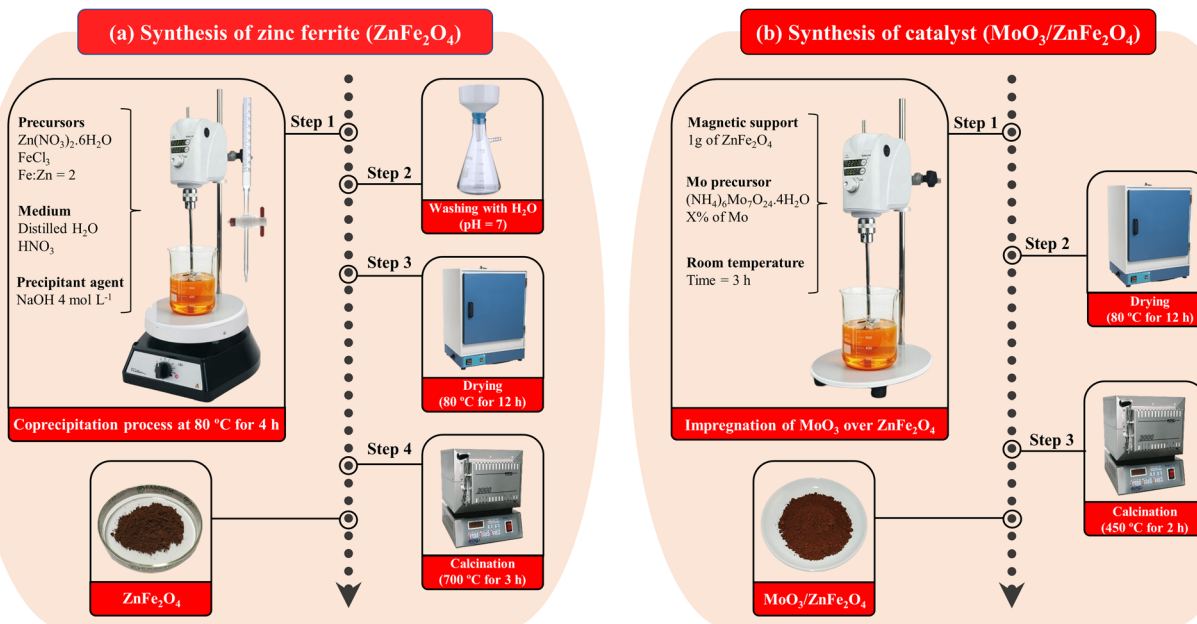 (a) Synthesis of zinc ferrite (ZnFe₂O₄)
Step 1
Precursors
Zn(NO₃)₂.6H₂O
FeCl₃
Fe:Zn = 2
Medium
Distilled H₂O
HNO₃
Precipitant agent
NaOH 4 mol L⁻¹
Coprecipitation process at 80 ºC for 4 h
Step 2
Washing with H₂O
(pH = 7)
Step 3
Drying
(80 ºC for 12 h)
Step 4
Calcination
(700 ºC for 3 h)
ZnFe₂O₄
(b) Synthesis of catalyst (MoO₃/ZnFe₂O₄)
Step 1
Magnetic support
1g of ZnFe₂O₄
Mo precursor
(NH₄)₆Mo₇O₂₄.4H₂O
X% of Mo
Room temperature
Time = 3 h
Impregnation of MoO₃ over ZnFe₂O₄
Step 2
Drying
(80 ºC for 12 h)
Step 3
Calcination
(450 ºC for 2 h)
MoO₃/ZnFe₂O₄